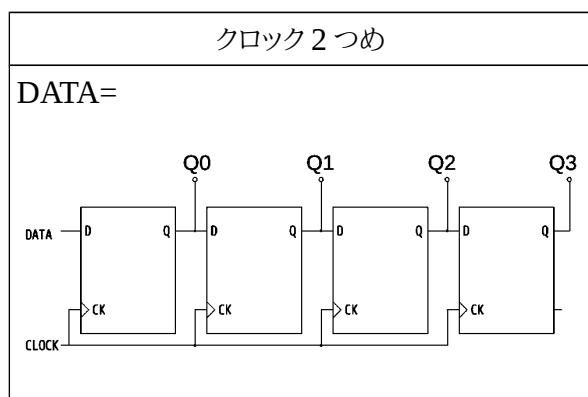 クロック2つめ
DATA=
Q0 Q1 Q2 Q3
DATA D Q D Q D Q D Q
CK CK CK CK
CLOCK